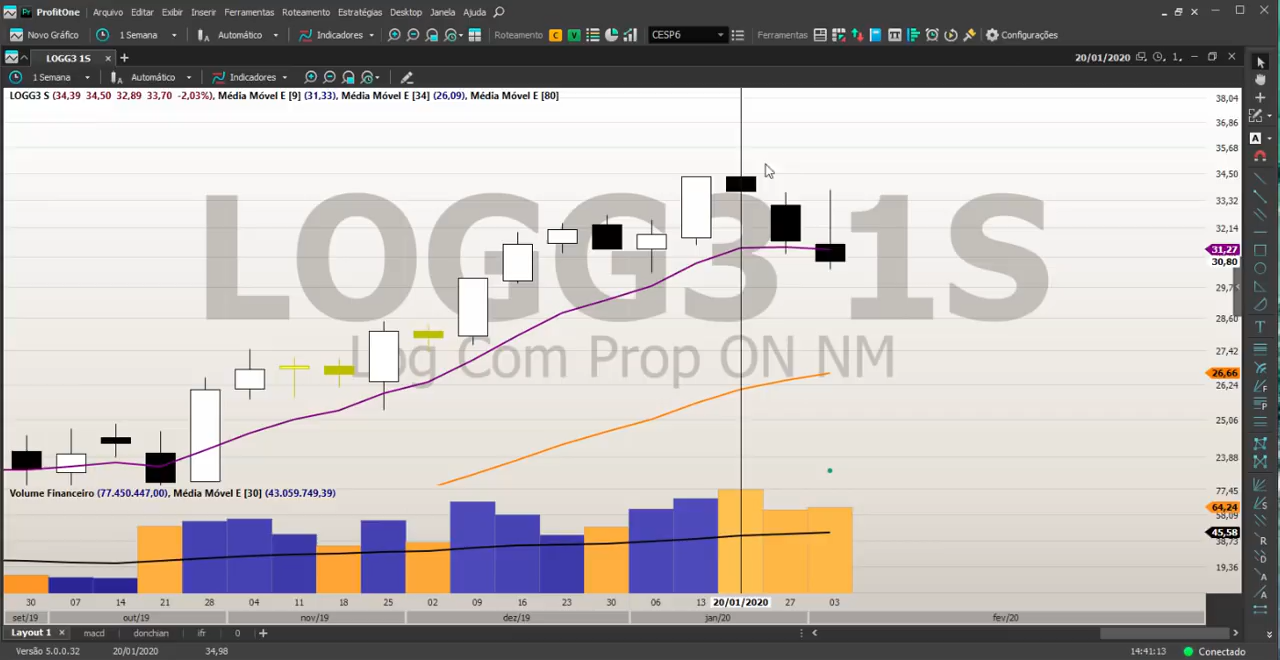 ProfitOne Arquivo Editar Exibir Inserir Ferramentas Roteamento Estratégias Desktop Janela Ajuda
Novo Gráfico 1 Semana Automático Indicadores Roteamento C V CESP6 Ferramentas Configurações
LOGG3 1S × + 20/01/2020 1
1 Semana Automático Indicadores
LOGG3 S (34,39 34,50 32,89 33,70 -2,03%), Média Móvel E [9] (31,33), Média Móvel E [34] (26,09), Média Móvel E [80]
LOGG3 1S
Log Com Prop ON NM
38,04
36,86
35,68
34,50
33,32
32,14
31,27
30,80
28,60
27,42
26,66
26,24
25,06
23,88
Volume Financeiro (77.450.447,00), Média Móvel E [30] (43.059.749,39)
77,45
64,24
58,09
45,58
38,73
19,36
30 07 14 21 28 04 11 18 25 02 09 16 23 30 06 13 20/01/2020 27 03
set/19 out/19 nov/19 dez/19 jan/20 fev/20
Layout 1 × macd donchian ifr 0 +
Versão 5.0.0.32 20/01/2020 34,98 14:41:13 Conectado